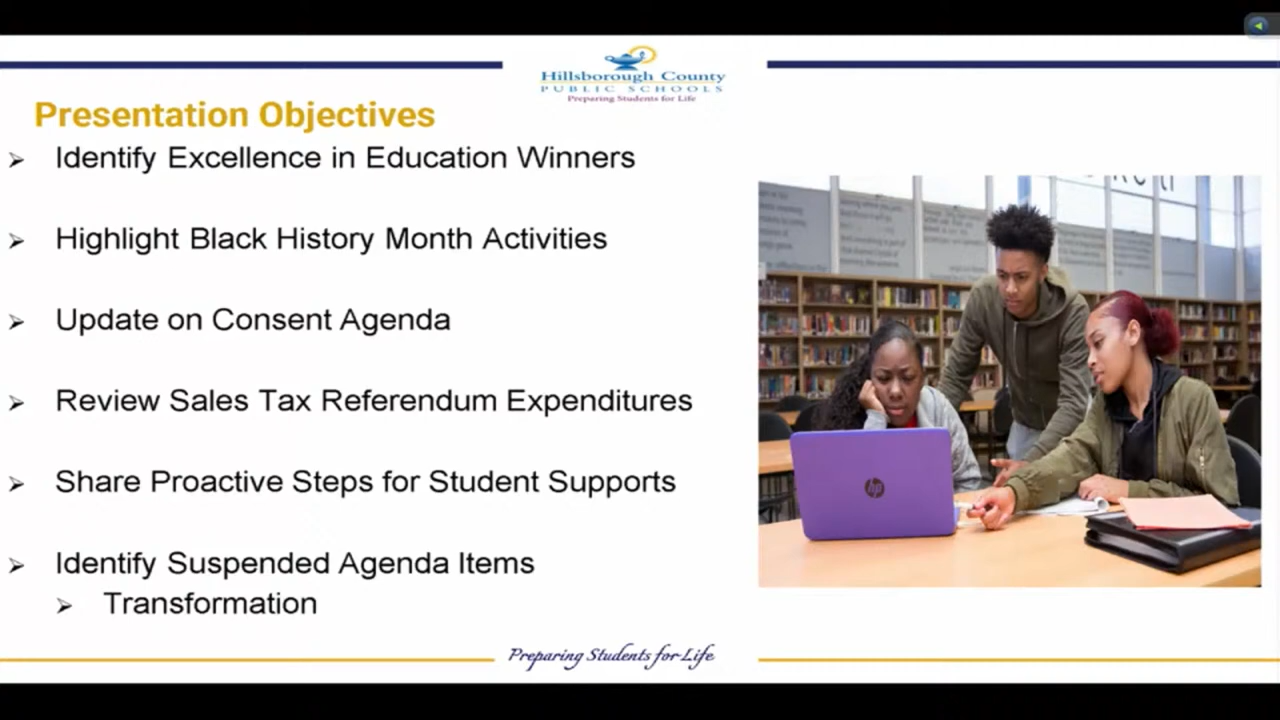 Hillsborough County
PUBLIC SCHOOLS
Preparing Students for Life
Presentation Objectives
➢ Identify Excellence in Education Winners
➢ Highlight Black History Month Activities
➢ Update on Consent Agenda
➢ Review Sales Tax Referendum Expenditures
➢ Share Proactive Steps for Student Supports
➢ Identify Suspended Agenda Items
➢ Transformation
hp
Preparing Students for Life